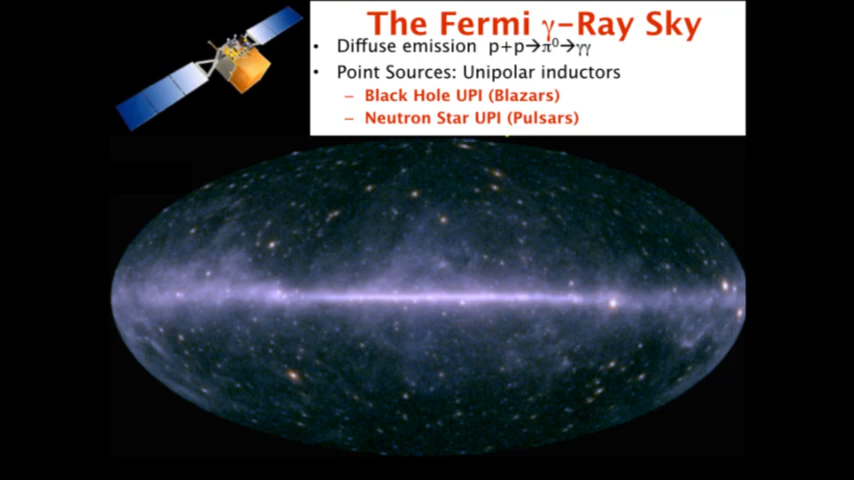 The Fermi γ-Ray Sky
• Diffuse emission p+p→π⁰→γγ
• Point Sources: Unipolar inductors
– Black Hole UPI (Blazars)
– Neutron Star UPI (Pulsars)